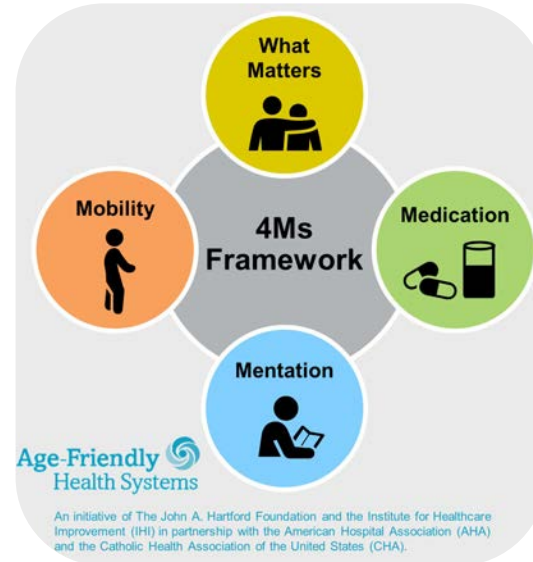 What
Matters
Mobility
4Ms
Framework
Medication
Mentation
Age-Friendly
Health Systems
An initiative of The John A. Hartford Foundation and the Institute for Healthcare
Improvement (IHI) in partnership with the American Hospital Association (AHA)
and the Catholic Health Association of the United States (CHA).